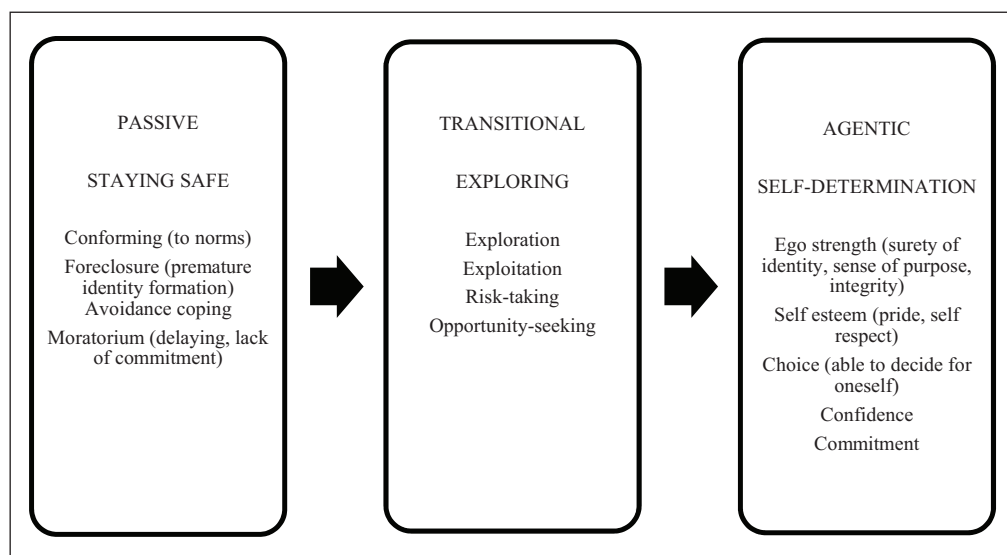 PASSIVE
STAYING SAFE
Conforming (to norms)
Foreclosure (premature
identity formation)
Avoidance coping
Moratorium (delaying, lack
of commitment)
TRANSITIONAL
EXPLORING
Exploration
Exploitation
Risk-taking
Opportunity-seeking
AGENTIC
SELF-DETERMINATION
Ego strength (surety of
identity, sense of purpose,
integrity)
Self esteem (pride, self
respect)
Choice (able to decide for
oneself)
Confidence
Commitment